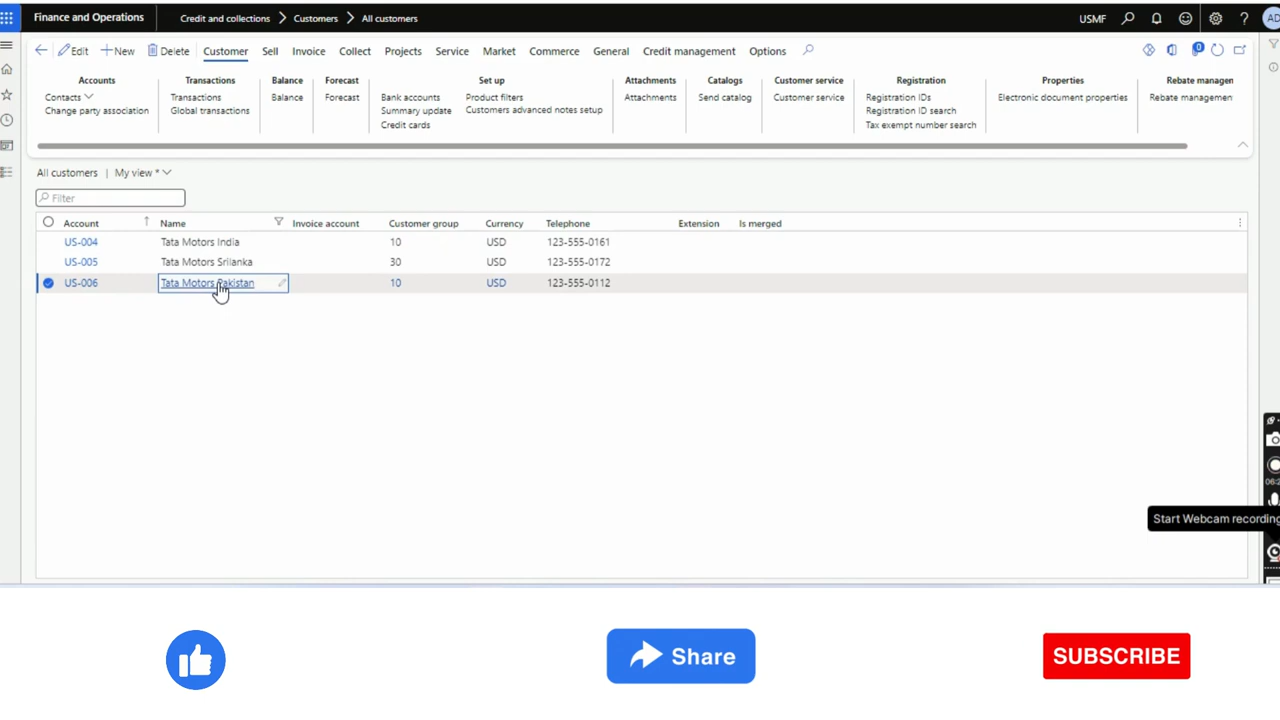 Finance and Operations
Credit and collections
Customers
All customers
USMF
Edit
New
Delete
Customer
Sell
Invoice
Collect
Projects
Service
Market
Commerce
General
Credit management
Options
0
Accounts
Contacts
Change party association
Transactions
Transactions
Global transactions
Balance
Balance
Forecast
Forecast
Set up
Bank accounts
Summary update
Credit cards
Product filters
Customers advanced notes setup
Attachments
Attachments
Catalogs
Send catalog
Customer service
Customer service
Registration
Registration IDs
Registration ID search
Tax exempt number search
Properties
Electronic document properties
Rebate managen
Rebate managemen
All customers | My view *
Filter
Account Name Invoice account Customer group Currency Telephone Extension Is merged
US-004 Tata Motors India 10 USD 123-555-0161
US-005 Tata Motors Srilanka 30 USD 123-555-0172
US-006 Tata Motors Pakistan 10 USD 123-555-0112
Start Webcam recording
Share
SUBSCRIBE